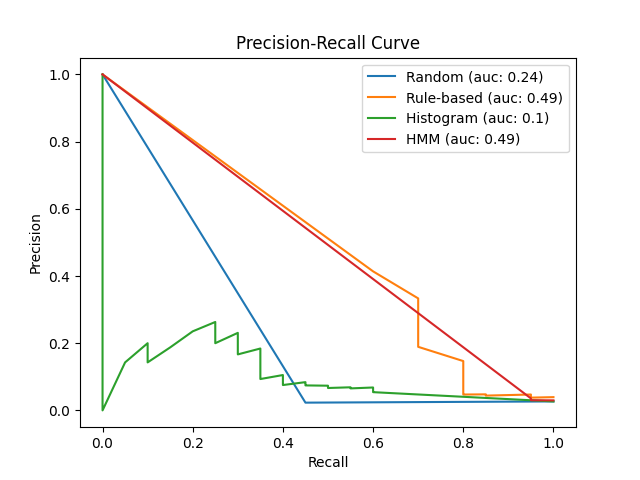 Precision-Recall Curve
Random (auc: 0.24)
Rule-based (auc: 0.49)
Histogram (auc: 0.1)
HMM (auc: 0.49)
Precision
1.0
0.8
0.6
0.4
0.2
0.0
0.0 0.2 0.4 0.6 0.8 1.0
Recall